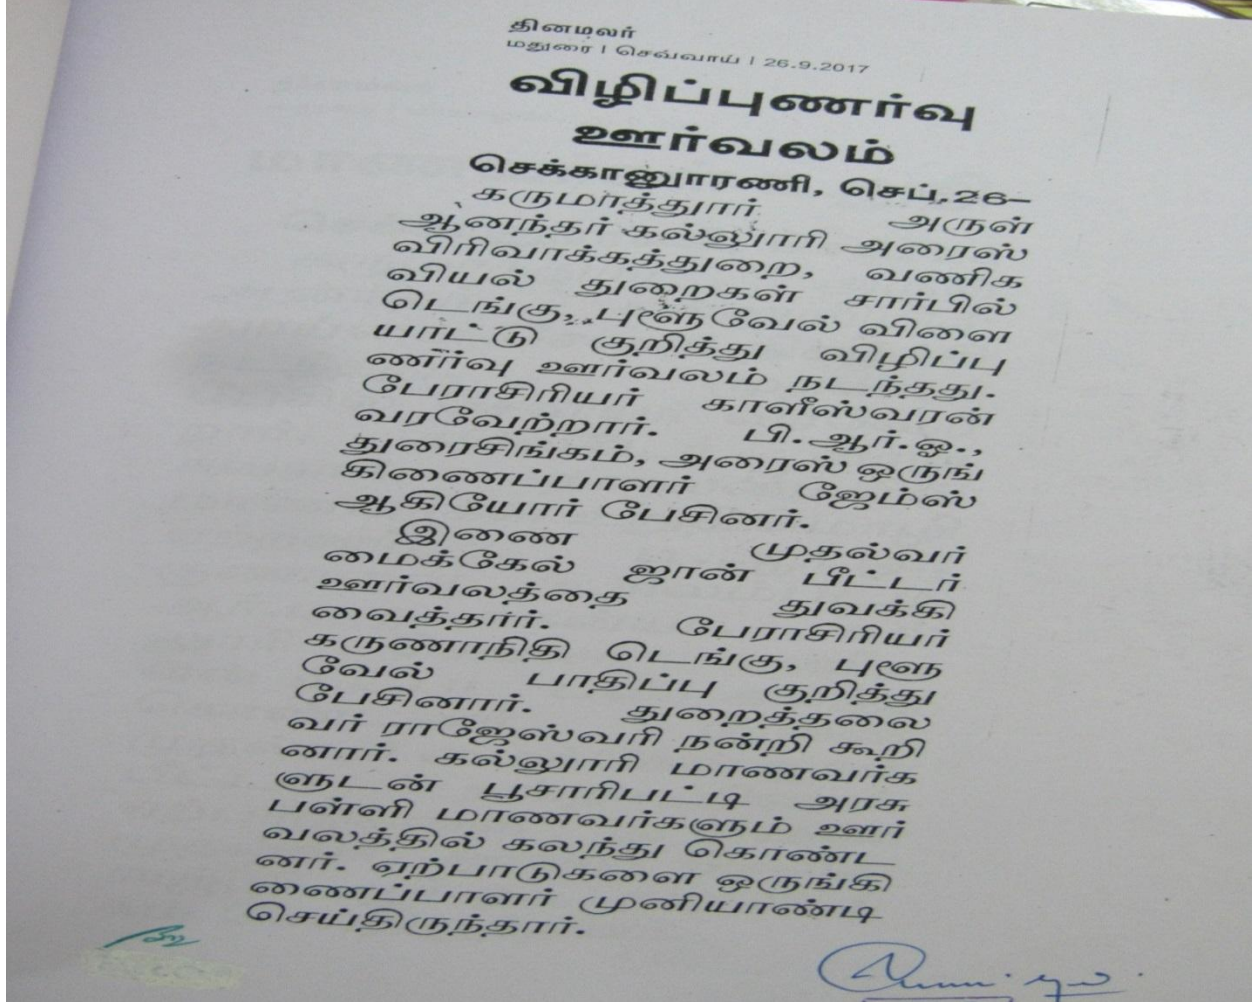 தினமலர்
மதுரை | செவ்வாய் | 26.9.2017
விழிப்புணர்வு
ஊர்வலம்
செக்கானூரணி, செப்.26–
கருமாத்தூர் அருள்
ஆனந்தர் கல்லூரி அரைஸ்
விரிவாக்கத்துறை, வணிக
வியல் துறைகள் சார்பில்
டெங்கு, புளூவேல் விளை
யாட்டு குறித்து விழிப்பு
ணர்வு ஊர்வலம் நடந்தது.
பேராசிரியர் காளீஸ்வரன்
வரவேற்றார். பி.ஆர்.ஓ.,
துரைசிங்கம், அரைஸ் ஒருங்
கிணைப்பாளர் ஜேம்ஸ்
ஆகியோர் பேசினர்.
இணை முதல்வர்
மைக்கேல் ஜான் பீட்டர்
ஊர்வலத்தை துவக்கி
வைத்தார். பேராசிரியர்
கருணாநிதி டெங்கு, புளூ
வேல் பாதிப்பு குறித்து
பேசினார். துறைத்தலை
வர் ராஜேஸ்வரி நன்றி கூறி
னார். கல்லூரி மாணவர்க
ளுடன் பூசாரிபட்டி அரசு
பள்ளி மாணவர்களும் ஊர்
வலத்தில் கலந்து கொண்ட
னர். ஏற்பாடுகளை ஒருங்கி
ணைப்பாளர் முனியாண்டி
செய்திருந்தார்.